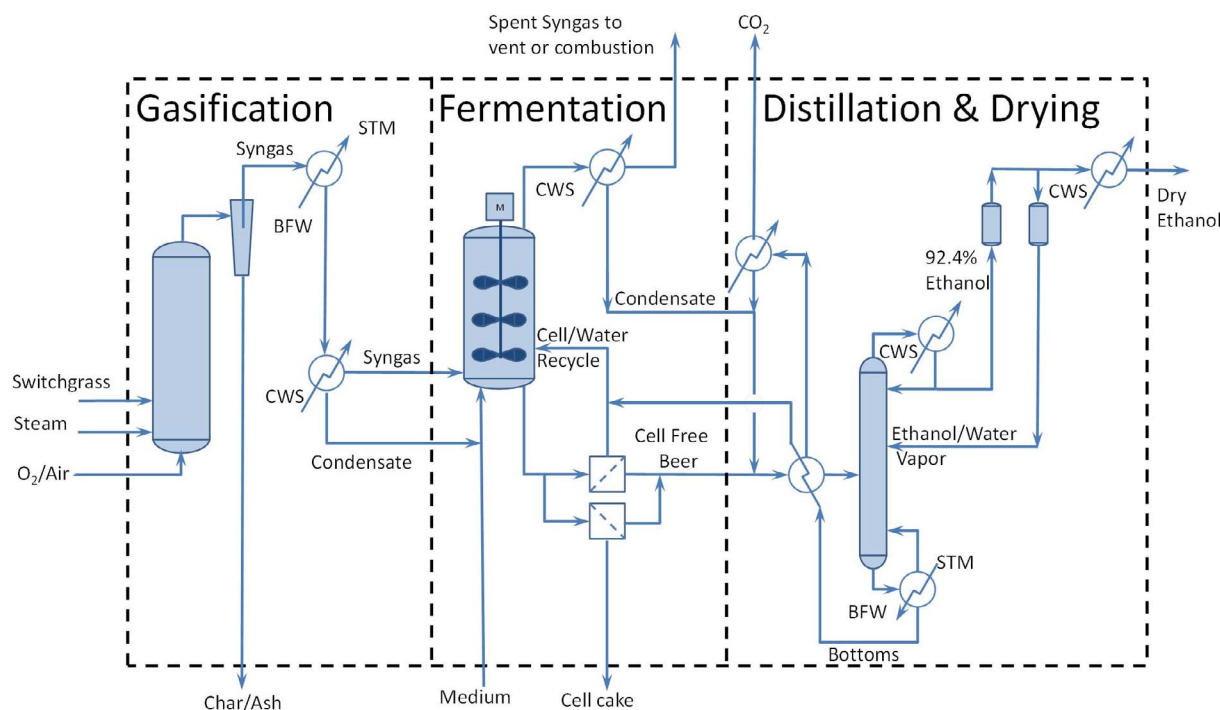 Spent Syngas to
vent or combustion
CO₂
Gasification
Fermentation
Distillation & Drying
STM
Syngas
BFW
CWS
M
CWS
Dry
Ethanol
92.4%
Ethanol
Condensate
Cell/Water
Recycle
CWS
Syngas
CWS
Switchgrass
Steam
O₂/Air
Condensate
Cell Free
Beer
Ethanol/Water
Vapor
STM
BFW
Bottoms
Char/Ash
Medium
Cell cake